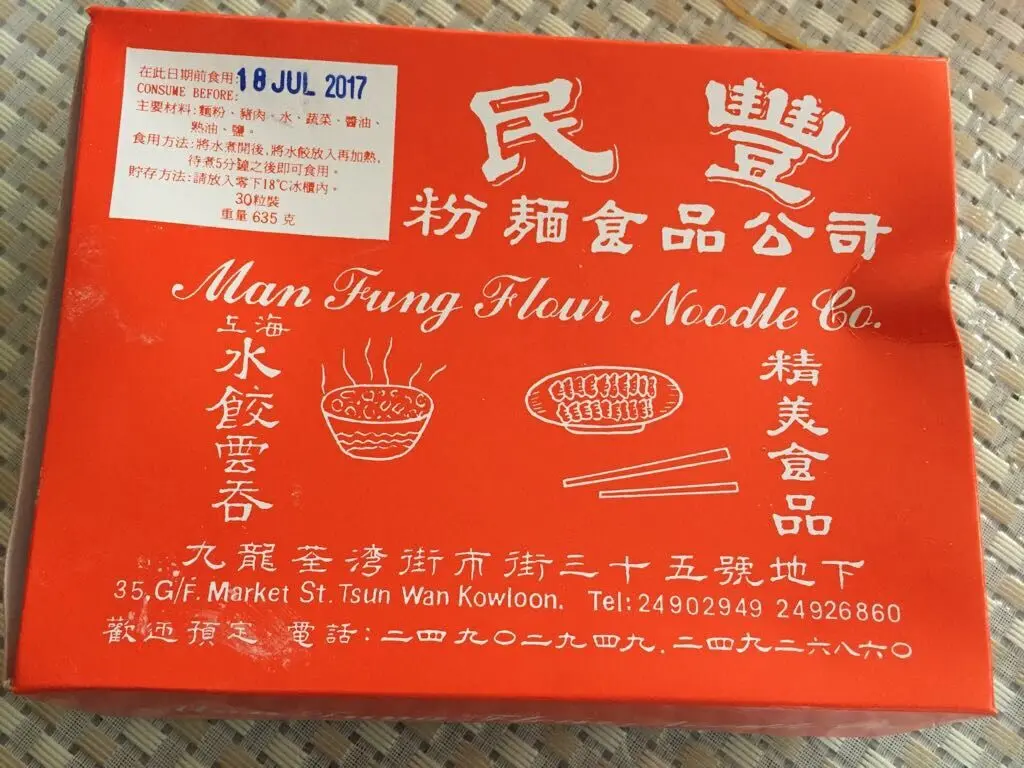 在此日期前食用:18 JUL 2017
CONSUME BEFORE:
主要材料:麵粉、豬肉、水、蔬菜、醬油、
熟油、鹽。
食用方法:將水煮開後,將水餃放入再加熱,
待煮5分鐘之後即可食用。
貯存方法:請放入零下18℃冰櫃內。
30粒裝
重量 635 克
民豐
粉麵食品公司
Man Fung Flour Noodle Co.
上海
水餃雲吞
精美食品
九龍荃灣街市街三十五號地下
35,G/F. Market St. Tsun Wan Kowloon. Tel:24902949 24926860
歡迎預定 電話:二四九〇二九四九.二四九二六八六〇